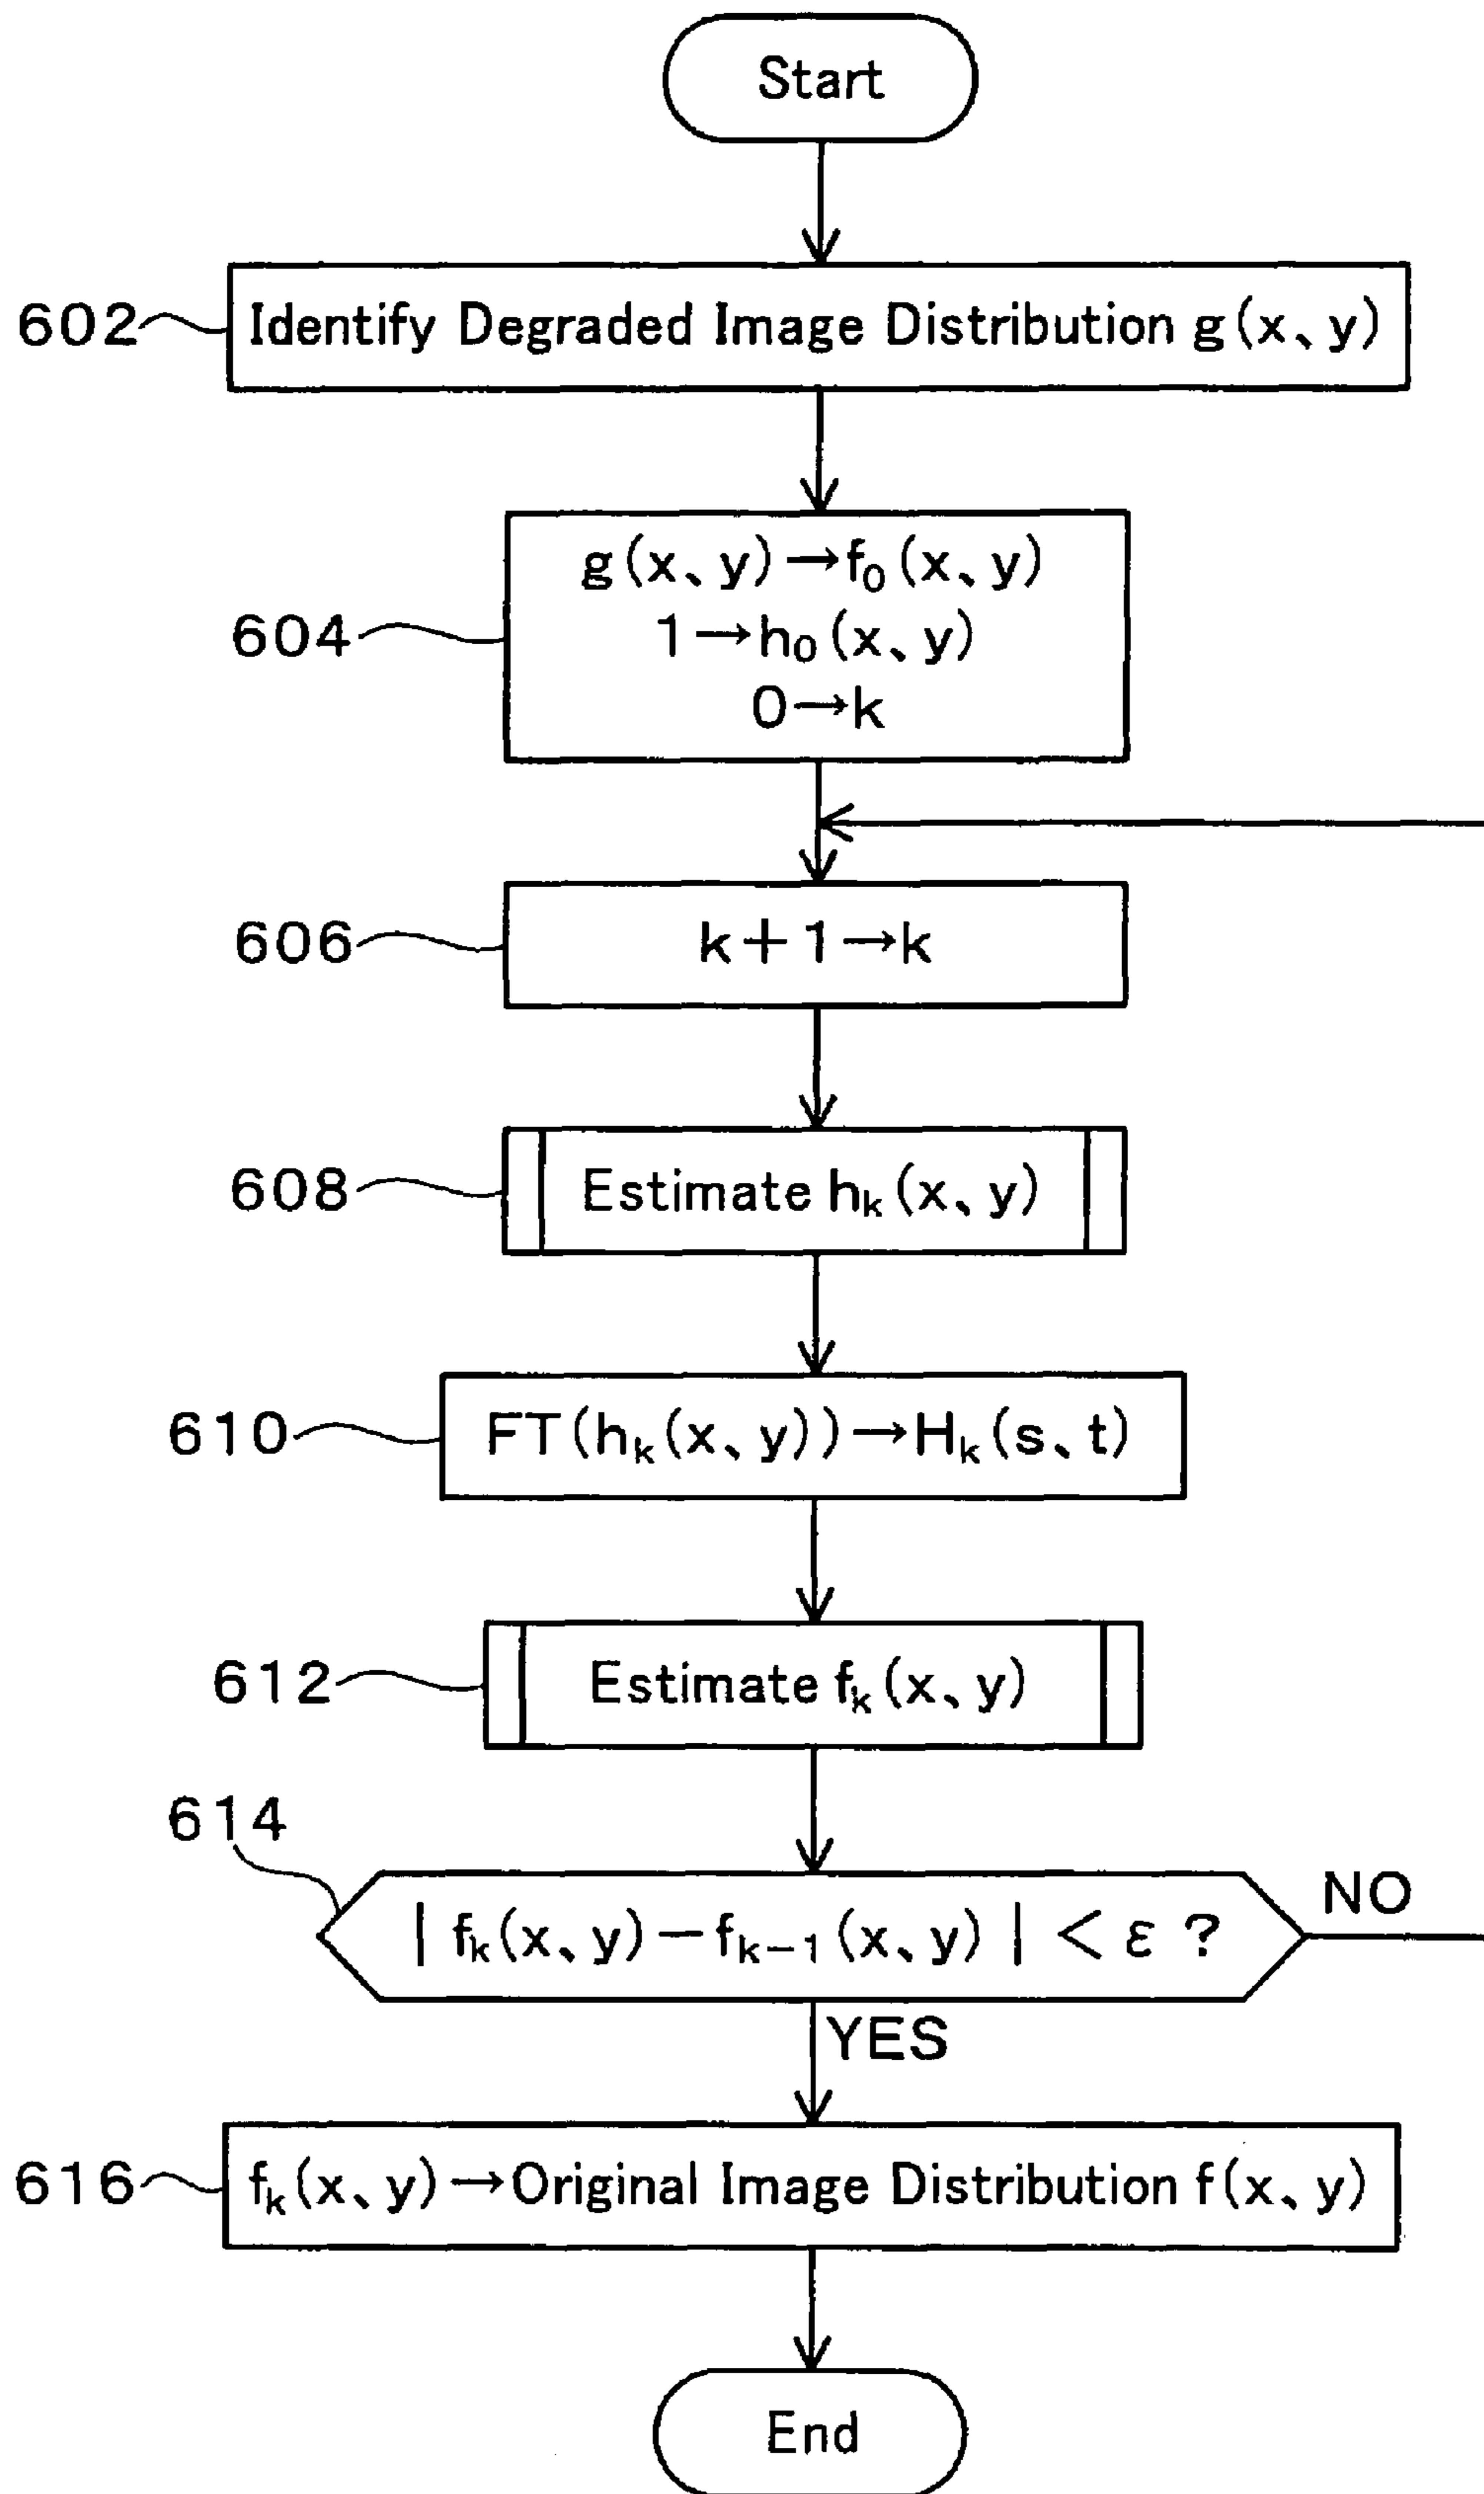 Start
602
Identify Degraded Image Distribution g(x、y)
604
g(x、y)→f₀(x、y)
1→h₀(x、y)
0→k
606
k+1→k
608
Estimate hₖ(x、y)
610
FT(hₖ(x、y))→Hₖ(s、t)
612
Estimate fₖ(x、y)
614
|fₖ(x、y)−fₖ₋₁(x、y)|<ε?
NO
YES
616
fₖ(x、y)→Original Image Distribution f(x、y)
End